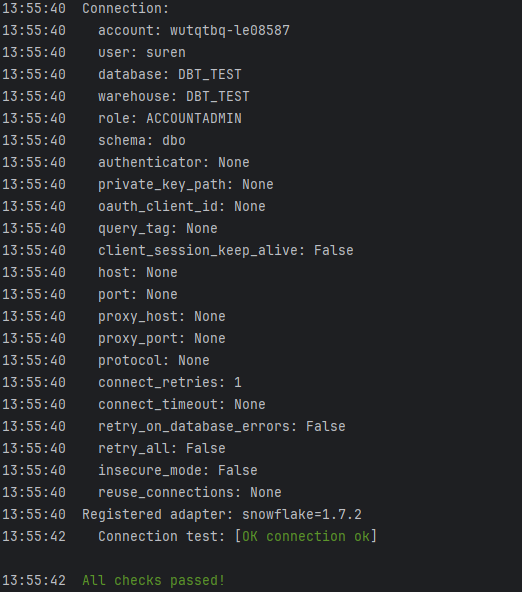 13:55:40  Connection:
13:55:40    account: wutqtbq-le08587
13:55:40    user: suren
13:55:40    database: DBT_TEST
13:55:40    warehouse: DBT_TEST
13:55:40    role: ACCOUNTADMIN
13:55:40    schema: dbo
13:55:40    authenticator: None
13:55:40    private_key_path: None
13:55:40    oauth_client_id: None
13:55:40    query_tag: None
13:55:40    client_session_keep_alive: False
13:55:40    host: None
13:55:40    port: None
13:55:40    proxy_host: None
13:55:40    proxy_port: None
13:55:40    protocol: None
13:55:40    connect_retries: 1
13:55:40    connect_timeout: None
13:55:40    retry_on_database_errors: False
13:55:40    retry_all: False
13:55:40    insecure_mode: False
13:55:40    reuse_connections: None
13:55:40  Registered adapter: snowflake=1.7.2
13:55:42    Connection test: [OK connection ok]
13:55:42  All checks passed!